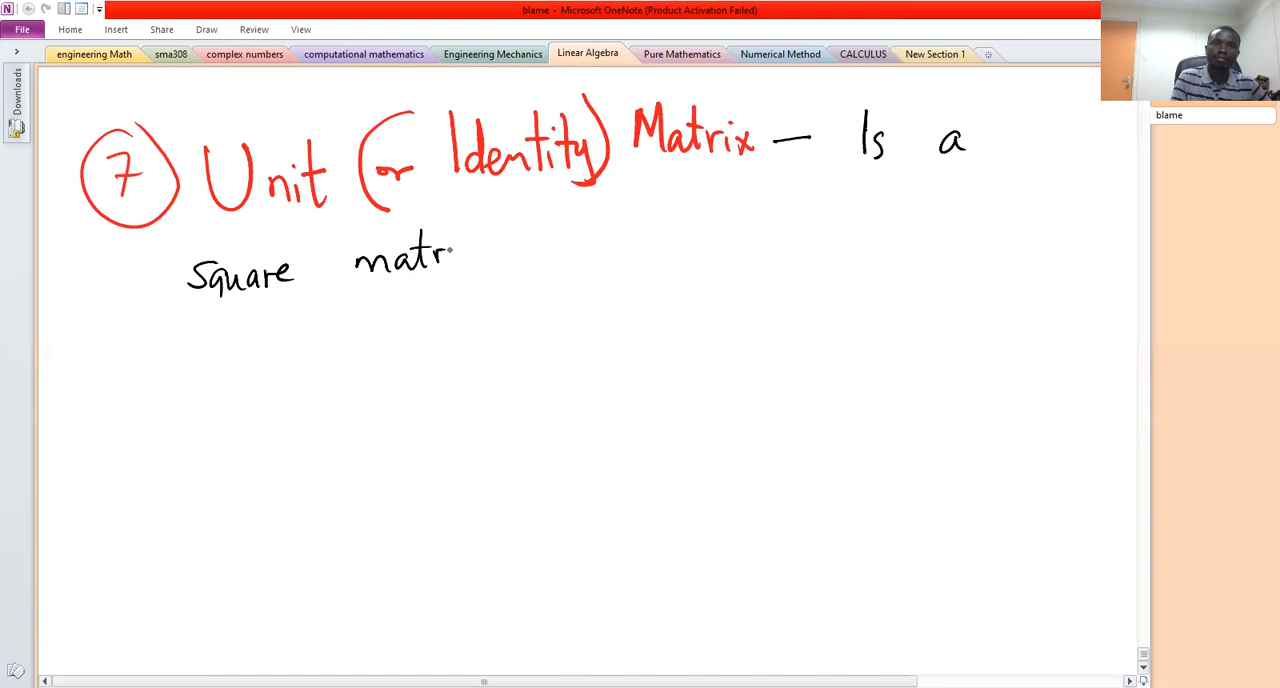 blame - Microsoft OneNote (Product Activation Failed)
File Home Insert Share Draw Review View
engineering Math sma308 complex numbers computational mathematics Engineering Mechanics Linear Algebra Pure Mathematics Numerical Method CALCULUS New Section 1
Downloads
blame
7 Unit (or Identity) Matrix — Is a
square matr